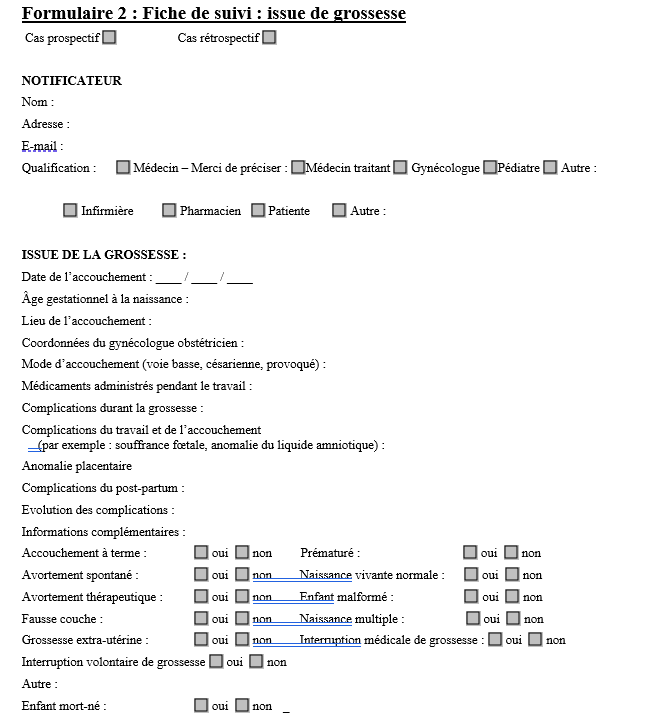 Formulaire 2 : Fiche de suivi : issue de grossesse
Cas prospectif Cas rétrospectif
NOTIFICATEUR
Nom :
Adresse :
E-mail :
Qualification : Médecin – Merci de préciser : Médecin traitant Gynécologue Pédiatre Autre :
Infirmière Pharmacien Patiente Autre :
ISSUE DE LA GROSSESSE :
Date de l’accouchement : ____ / ____ / ____
Âge gestationnel à la naissance :
Lieu de l’accouchement :
Coordonnées du gynécologue obstétricien :
Mode d’accouchement (voie basse, césarienne, provoqué) :
Médicaments administrés pendant le travail :
Complications durant la grossesse :
Complications du travail et de l’accouchement
(par exemple : souffrance fœtale, anomalie du liquide amniotique) :
Anomalie placentaire
Complications du post-partum :
Evolution des complications :
Informations complémentaires :
Accouchement à terme : oui non Prématuré : oui non
Avortement spontané : oui non Naissance vivante normale : oui non
Avortement thérapeutique : oui non Enfant malformé : oui non
Fausse couche : oui non Naissance multiple : oui non
Grossesse extra-utérine : oui non Interruption médicale de grossesse : oui non
Interruption volontaire de grossesse oui non
Autre :
Enfant mort-né : oui non _